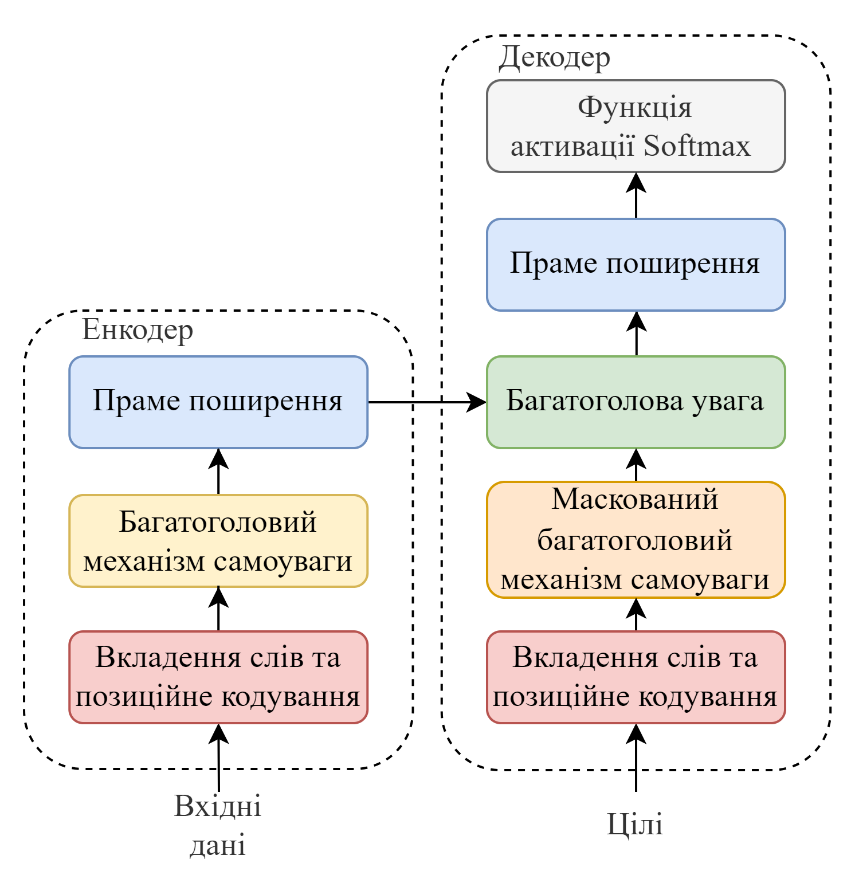 Декодер
Функція
активації Softmax
Праме поширення
Енкодер
Праме поширення
Багатоголова увага
Багатоголовий
механізм самоуваги
Маскований
багатоголовий
механізм самоуваги
Вкладення слів та
позиційне кодування
Вкладення слів та
позиційне кодування
Вхідні
дані
Цілі